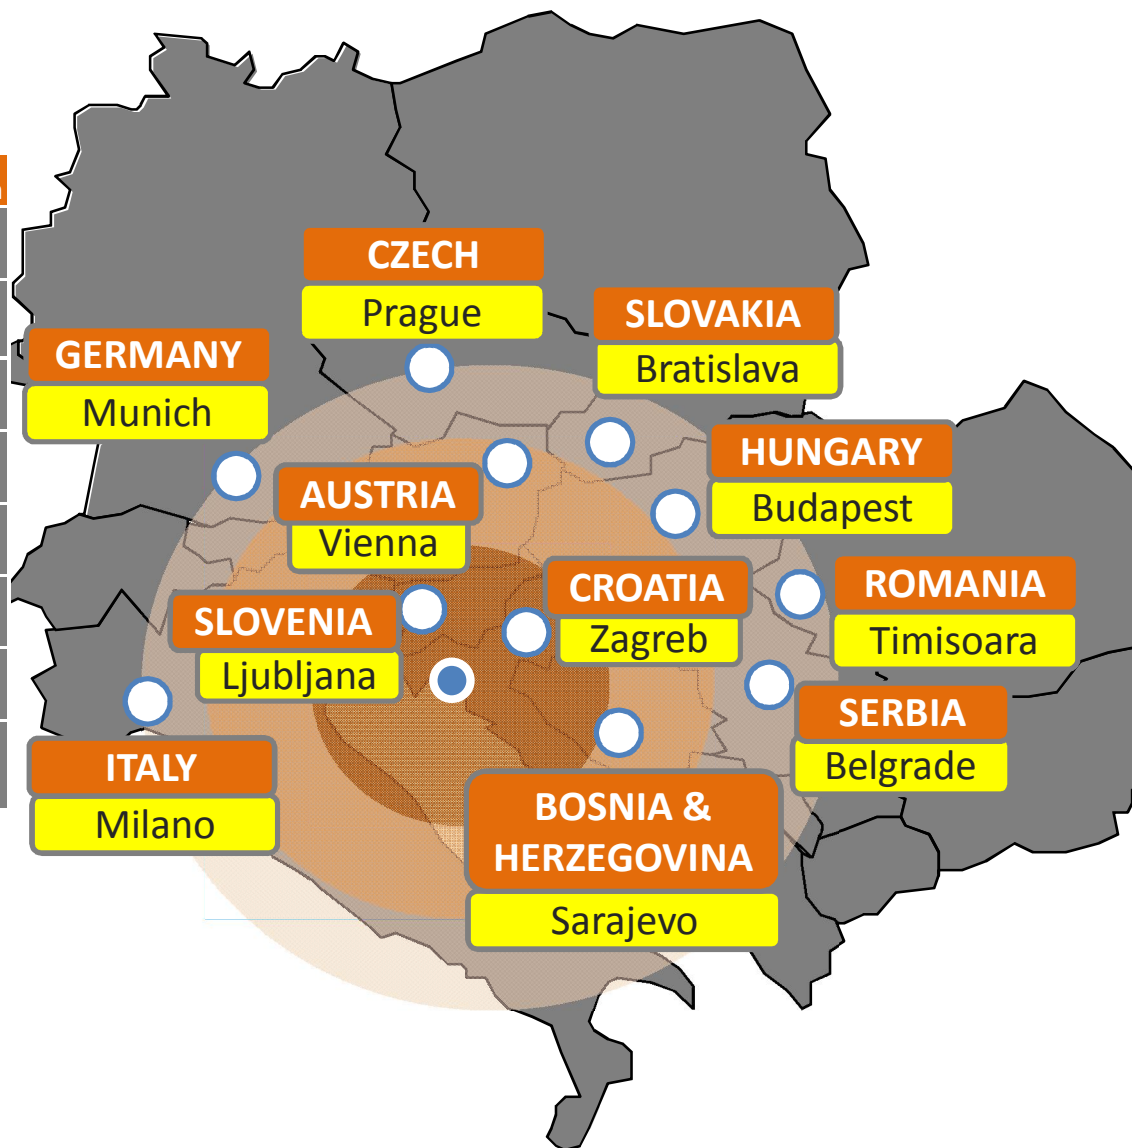 CZECH
Prague
SLOVAKIA
Bratislava
GERMANY
Munich
HUNGARY
Budapest
AUSTRIA
Vienna
CROATIA
Zagreb
ROMANIA
Timisoara
SLOVENIA
Ljubljana
SERBIA
Belgrade
ITALY
Milano
BOSNIA &
HERZEGOVINA
Sarajevo